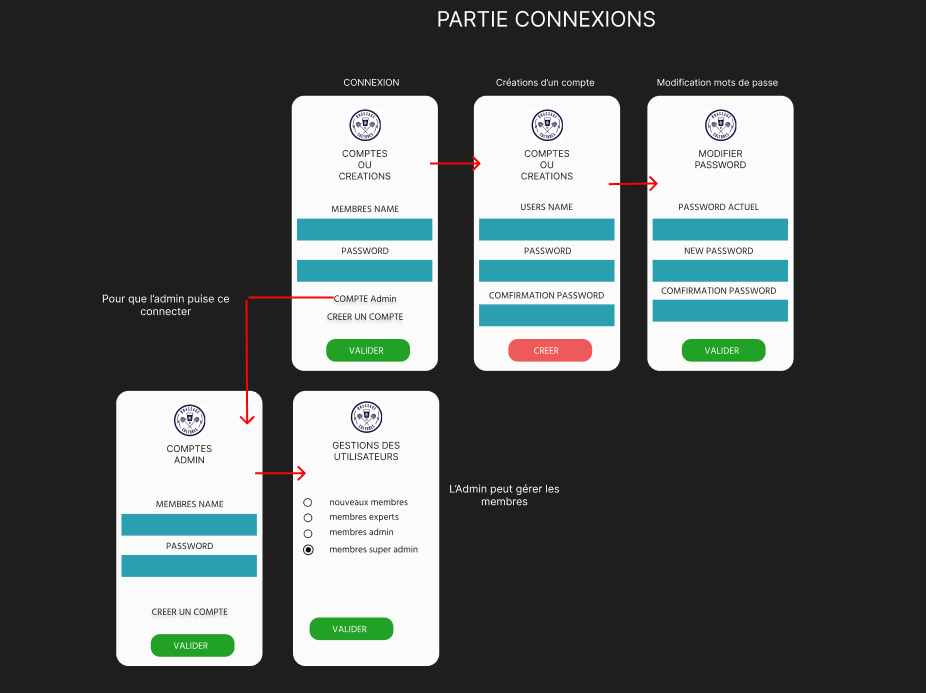 PARTIE CONNEXIONS
CONNEXION
COMPTES
OU
CREATIONS
MEMBRES NAME
PASSWORD
COMPTE Admin
CREER UN COMPTE
VALIDER
Créations d'un compte
COMPTES
OU
CREATIONS
USERS NAME
PASSWORD
COMFIRMATION PASSWORD
CREER
Modification mots de passe
MODIFIER
PASSWORD
PASSWORD ACTUEL
NEW PASSWORD
COMFIRMATION PASSWORD
VALIDER
Pour que l'admin puise ce
connecter
COMPTES
ADMIN
MEMBRES NAME
PASSWORD
CREER UN COMPTE
VALIDER
GESTIONS DES
UTILISATEURS
nouveaux membres
membres experts
membres admin
membres super admin
VALIDER
L'Admin peut gérer les
membres